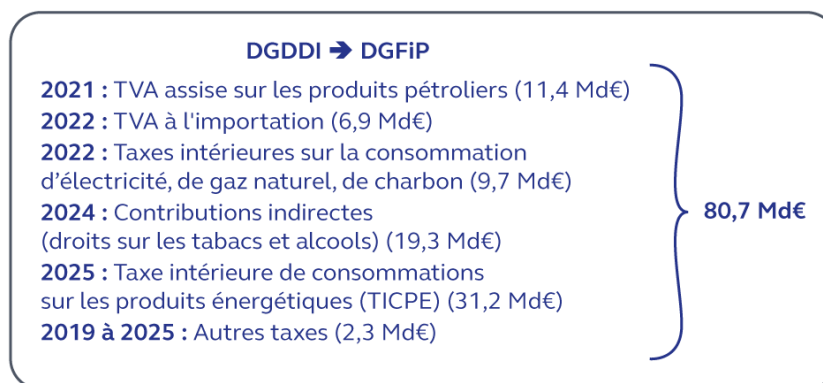 DGDDI ➔ DGFiP
2021 : TVA assise sur les produits pétroliers (11,4 Md€)
2022 : TVA à l'importation (6,9 Md€)
2022 : Taxes intérieures sur la consommation
d’électricité, de gaz naturel, de charbon (9,7 Md€)
2024 : Contributions indirectes
(droits sur les tabacs et alcools) (19,3 Md€)
2025 : Taxe intérieure de consommations
sur les produits énergétiques (TICPE) (31,2 Md€)
2019 à 2025 : Autres taxes (2,3 Md€)
80,7 Md€